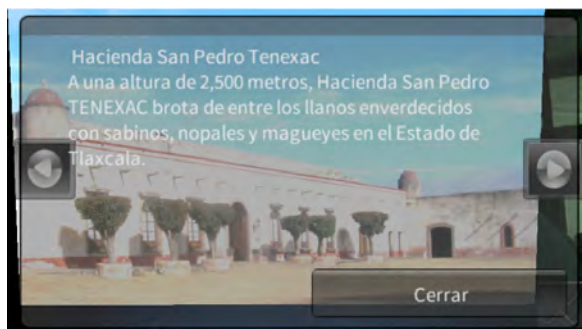 Hacienda San Pedro Tenexac
A una altura de 2,500 metros, Hacienda San Pedro
TENEXAC brota de entre los llanos enverdecidos
con sabinos, nopales y magueyes en el Estado de
Tlaxcala.
Cerrar